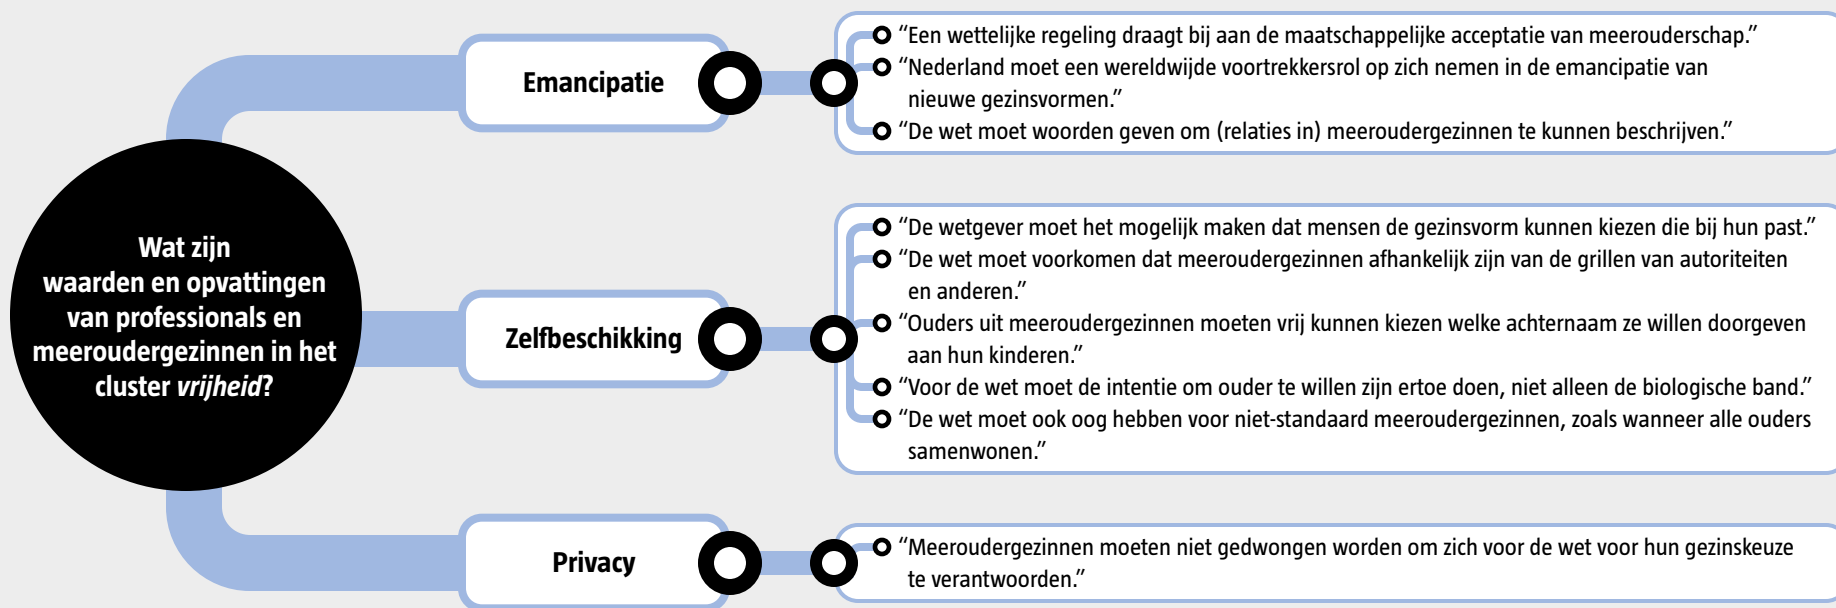 Wat zijn
waarden en opvattingen
van professionals en
meeroudergezinnen in het
cluster vrijheid?
Emancipatie
“Een wettelijke regeling draagt bij aan de maatschappelijke acceptatie van meerouderschap.”
“Nederland moet een wereldwijde voortrekkersrol op zich nemen in de emancipatie van
nieuwe gezinsvormen.”
“De wet moet woorden geven om (relaties in) meeroudergezinnen te kunnen beschrijven.”
Zelfbeschikking
“De wetgever moet het mogelijk maken dat mensen de gezinsvorm kunnen kiezen die bij hun past.”
“De wet moet voorkomen dat meeroudergezinnen afhankelijk zijn van de grillen van autoriteiten
en anderen.”
“Ouders uit meeroudergezinnen moeten vrij kunnen kiezen welke achternaam ze willen doorgeven
aan hun kinderen.”
“Voor de wet moet de intentie om ouder te willen zijn ertoe doen, niet alleen de biologische band.”
“De wet moet ook oog hebben voor niet-standaard meeroudergezinnen, zoals wanneer alle ouders
samenwonen.”
Privacy
“Meeroudergezinnen moeten niet gedwongen worden om zich voor de wet voor hun gezinskeuze
te verantwoorden.”